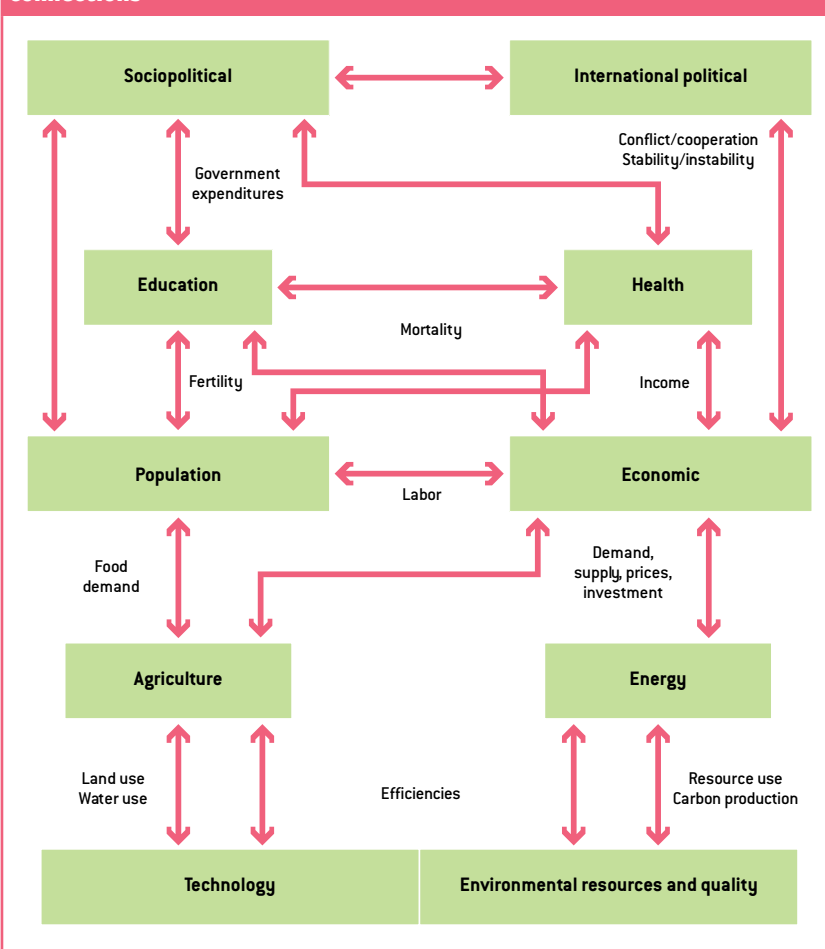 Sociopolitical
International political
Conflict/cooperation
Stability/instability
Government
expenditures
Education
Health
Mortality
Fertility
Income
Population
Economic
Labor
Food
demand
Demand,
supply, prices,
investment
Agriculture
Energy
Land use
Water use
Efficiencies
Resource use
Carbon production
Technology
Environmental resources and quality